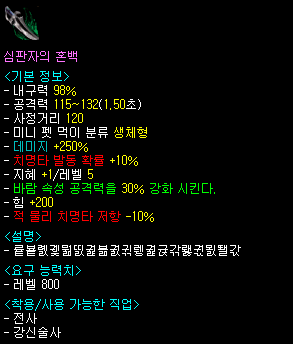 심판자의 혼백
<기본 정보>
- 내구력 98%
- 공격력 115~132(1,50초)
- 사정거리 120
- 미니 펫 먹이 분류 생체형
- 데미지 +250%
- 치명타 발동 확률 +10%
- 지혜 +1/레벨 5
- 바람 속성 공격력을 30% 강화 시킨다.
- 힘 +200
- 적 물리 치명타 저항 -10%
<설명>
<요구 능력치>
- 레벨 800
<착용/사용 가능한 직업>
- 전사
- 강신술사